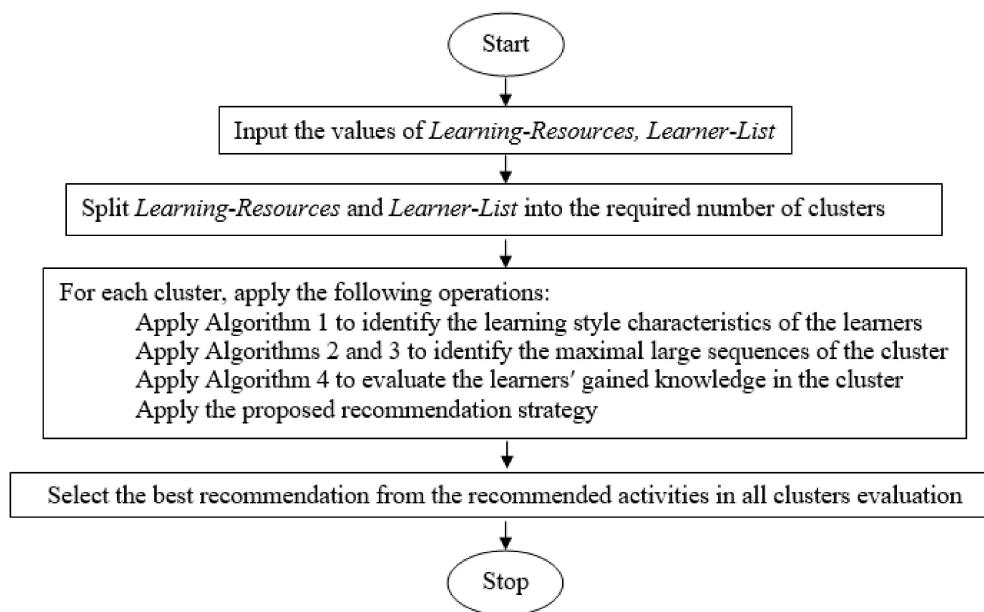 Start
Input the values of Learning-Resources, Learner-List
Split Learning-Resources and Learner-List into the required number of clusters
For each cluster, apply the following operations:
Apply Algorithm 1 to identify the learning style characteristics of the learners
Apply Algorithms 2 and 3 to identify the maximal large sequences of the cluster
Apply Algorithm 4 to evaluate the learners' gained knowledge in the cluster
Apply the proposed recommendation strategy
Select the best recommendation from the recommended activities in all clusters evaluation
Stop